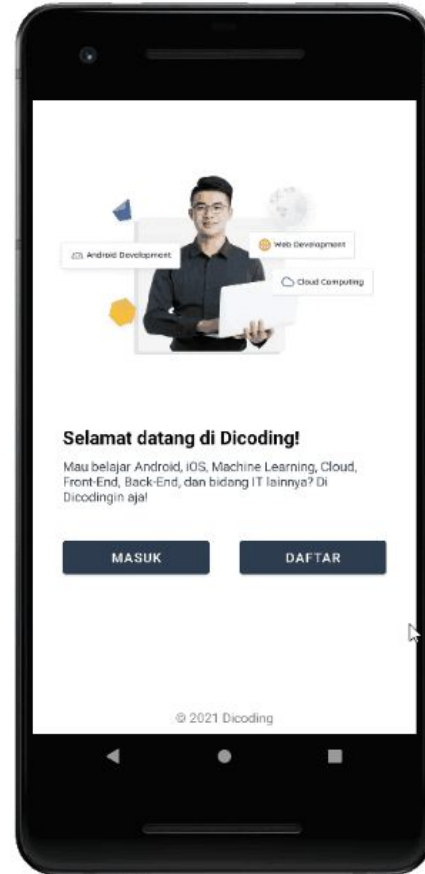 Android Development
Web Development
Cloud Computing
Selamat datang di Dicoding!
Mau belajar Android, iOS, Machine Learning, Cloud,
Front-End, Back-End, dan bidang IT lainnya? Di
Dicodingin aja!
MASUK
DAFTAR
© 2021 Dicoding